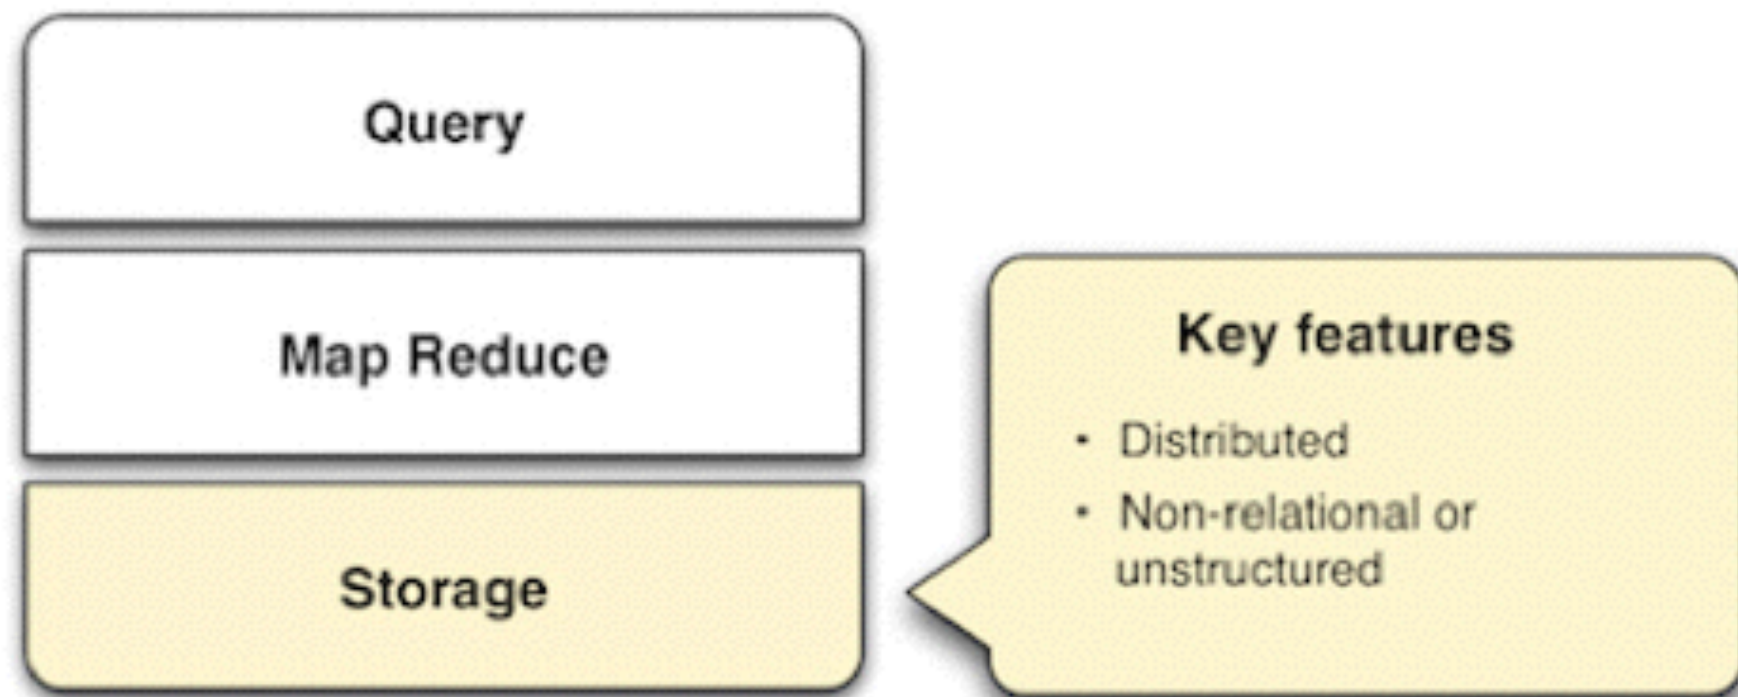 Query
Map Reduce
Storage
Key features
• Distributed
• Non-relational or
unstructured